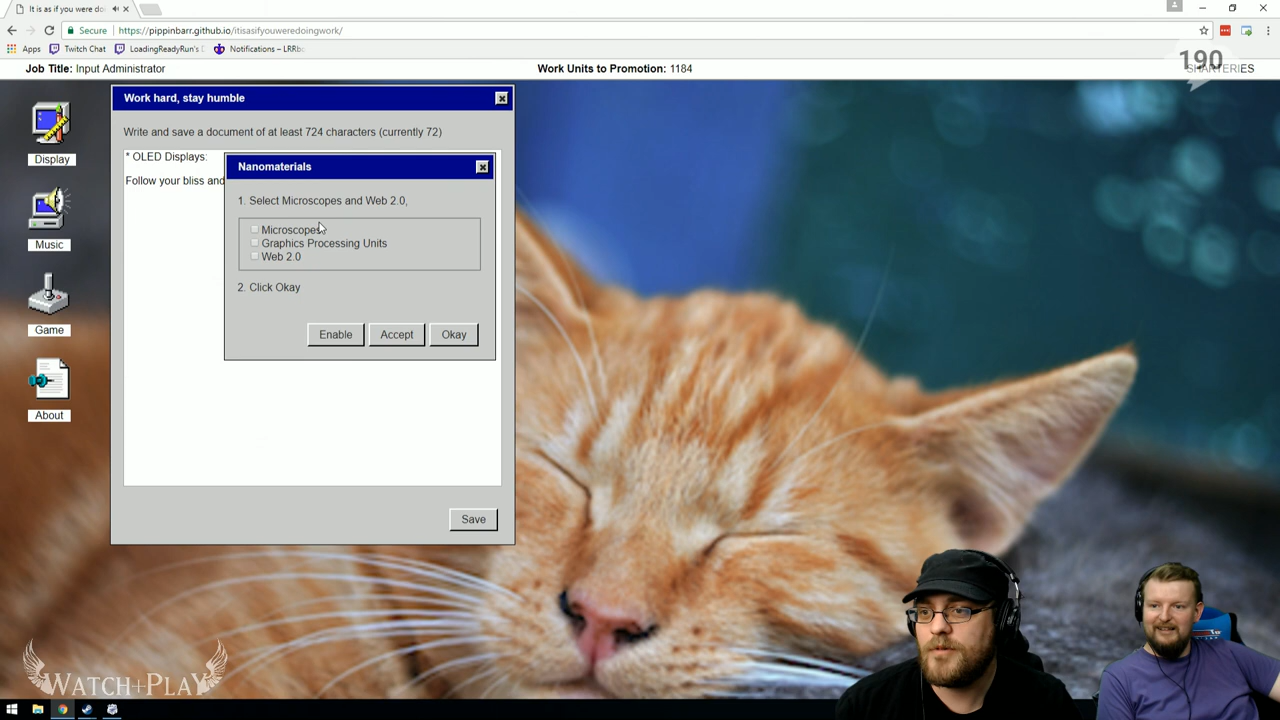 It is as if you were doi
Secure
https://pippinbarr.github.io/itisasifyouweredoingwork/
Apps
Twitch Chat
LoadingReadyRun's D
Notifications – LRRbo
Job Title: Input Administrator
Work Units to Promotion: 1184
190
Work hard, stay humble
Write and save a document of at least 724 characters (currently 72)
* OLED Displays:
Follow your bliss and
Nanomaterials
1. Select Microscopes and Web 2.0,
Microscopes
Graphics Processing Units
Web 2.0
2. Click Okay
Enable
Accept
Okay
Save
Display
Music
Game
About
WATCH+PLAY